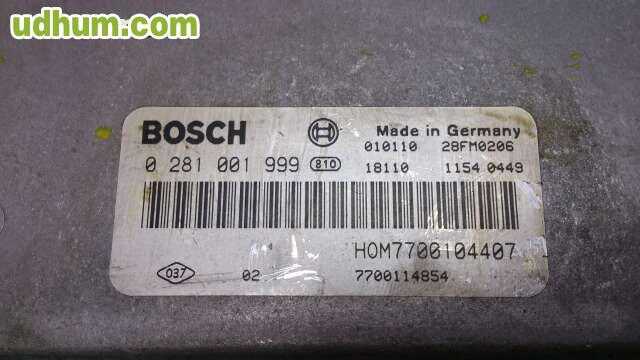 udhum.com
BOSCH
Made in Germany
010110 28FM0206
0 281 001 999 810 18110 1154 0449
HOM7700104407
037 02 7700114854